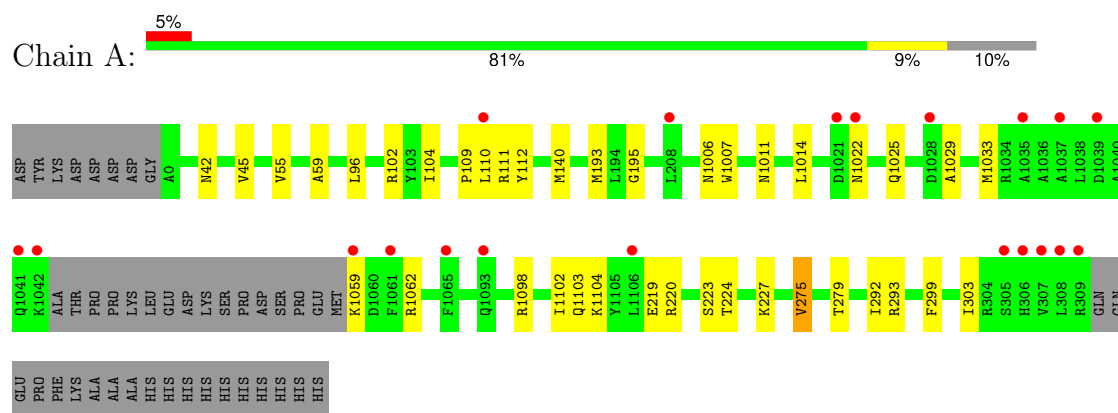 5%
Chain A:
81% 9% 10%
ASP TYR LYS ASP ASP ASP ASP GLY A0 N42 V45 V55 A59 L96 R102 Y103 I104 P109 L110 R111 Y112 M140 M193 L194 G195 L208 N1006 W1007 N1011 L1014 D1021 N1022 Q1025 D1028 A1029 M1033 R1034 A1035 A1036 A1037 L1038 D1039 A1040
Q1041 K1042 ALA THR PRO PRO LYS LEU GLU ASP LYS SER PRO ASP SER PRO GLU MET K1059 D1060 F1061 R1062 F1065 Q1093 R1098 I1102 Q1103 K1104 Y1105 L1106 E219 R220 S223 T224 K227 V275 T279 I292 R293 F299 I303 R304 S305 H306 V307 L308 R309 GLN GLN
GLU PRO PHE LYS ALA ALA ALA HIS HIS HIS HIS HIS HIS HIS HIS HIS HIS